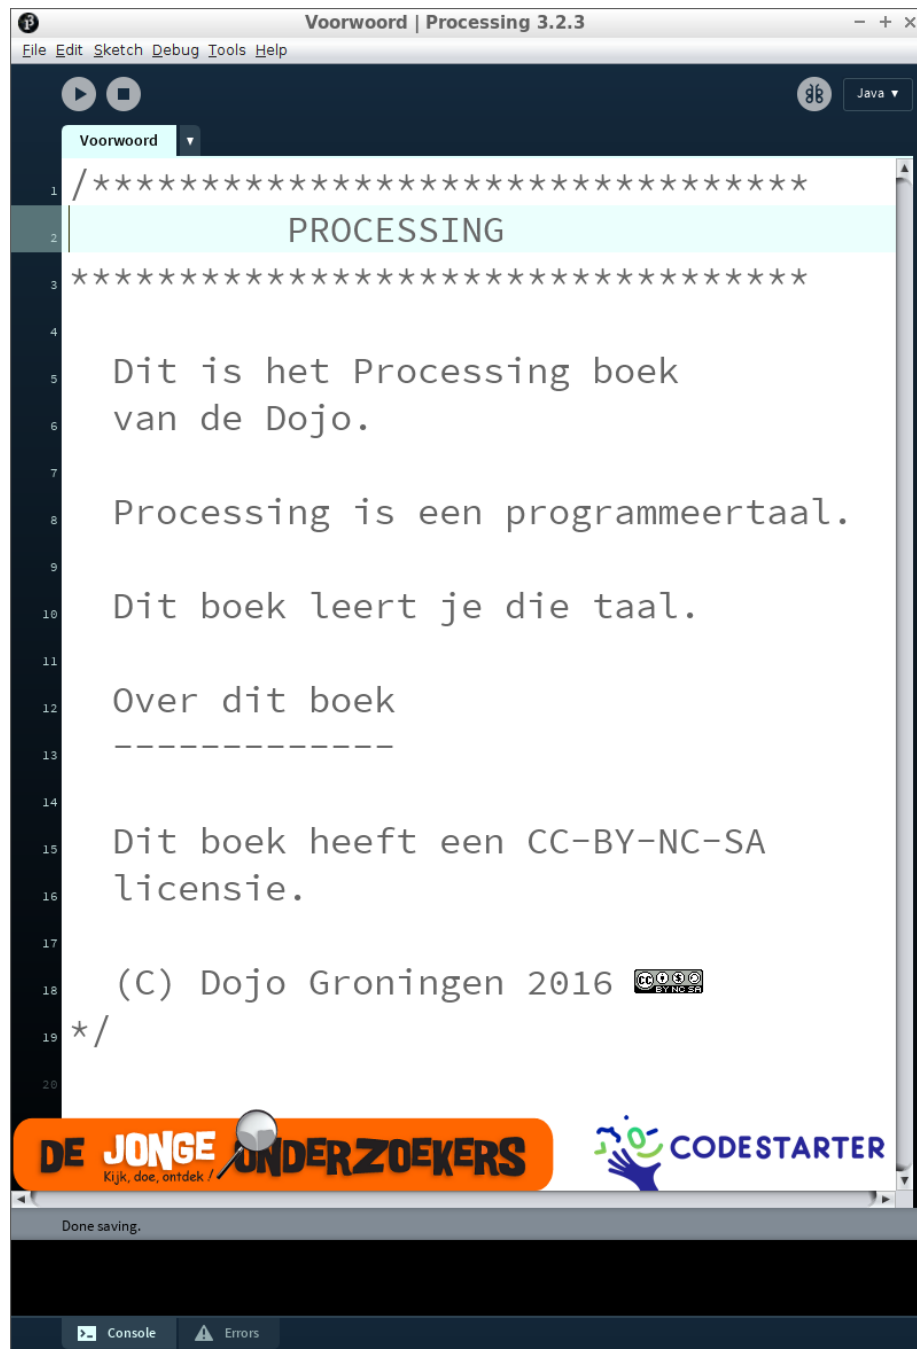 Voorwoord | Processing 3.2.3
File Edit Sketch Debug Tools Help
Java ▼
Voorwoord ▼
1 /*********************************
2 PROCESSING
3 **********************************
4
5 Dit is het Processing boek
6 van de Dojo.
7
8 Processing is een programmeertaal.
9
10 Dit boek leert je die taal.
11
12 Over dit boek
13 -------------
14
15 Dit boek heeft een CC-BY-NC-SA
16 licensie.
17
18 (C) Dojo Groningen 2016 CC BY NC SA
19 */
20
DE JONGE ONDERZOEKERS
Kijk, doe, ontdek!
CODESTARTER
Done saving.
Console Errors